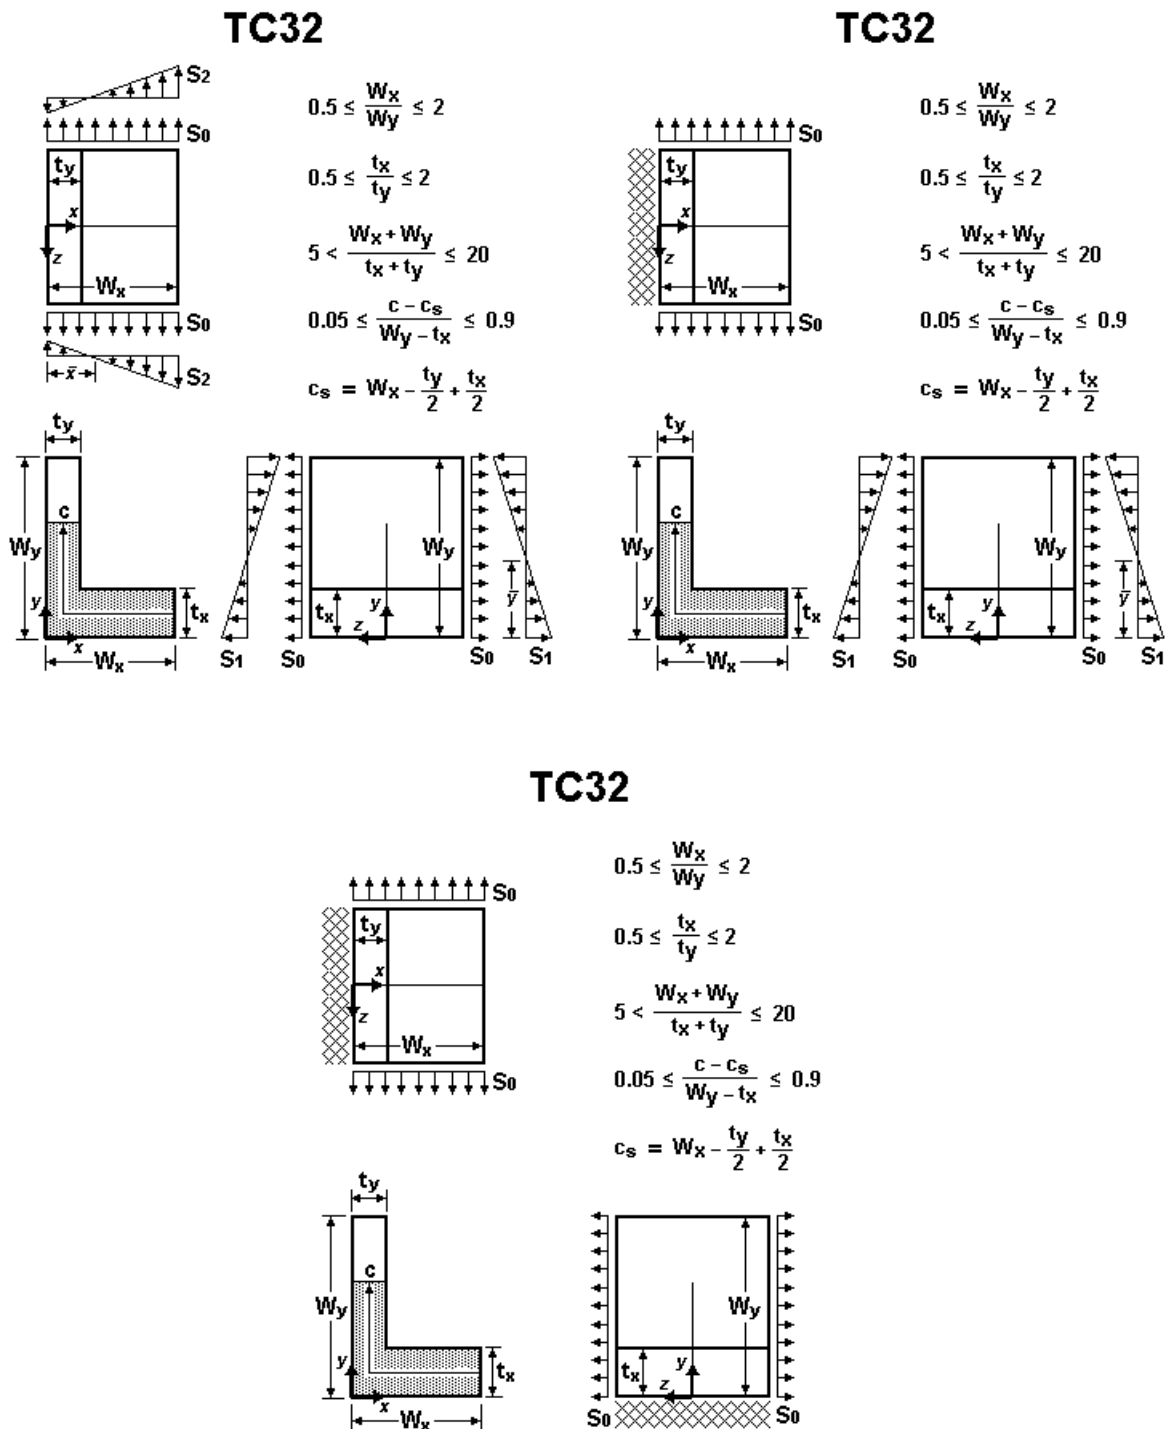 TC32
S2
S0
ty
x
z
Wx
S0
x̄
S2
0.5 ≤ Wx/Wy ≤ 2
0.5 ≤ tx/ty ≤ 2
5 < (Wx + Wy)/(tx + ty) ≤ 20
0.05 ≤ (c – cs)/(Wy – tx) ≤ 0.9
cs = Wx – ty/2 + tx/2
ty
c
Wy
y
x
tx
Wx
Wy
tx
y
z
ȳ
S1
S0
S0
S1
TC32
S0
ty
x
z
Wx
S0
0.5 ≤ Wx/Wy ≤ 2
0.5 ≤ tx/ty ≤ 2
5 < (Wx + Wy)/(tx + ty) ≤ 20
0.05 ≤ (c – cs)/(Wy – tx) ≤ 0.9
cs = Wx – ty/2 + tx/2
ty
c
Wy
y
x
tx
Wx
Wy
tx
y
z
ȳ
S1
S0
S0
S1
TC32
S0
ty
x
z
Wx
S0
0.5 ≤ Wx/Wy ≤ 2
0.5 ≤ tx/ty ≤ 2
5 < (Wx + Wy)/(tx + ty) ≤ 20
0.05 ≤ (c – cs)/(Wy – tx) ≤ 0.9
cs = Wx – ty/2 + tx/2
ty
c
Wy
y
x
tx
Wx
Wy
tx
y
z
S0
S0